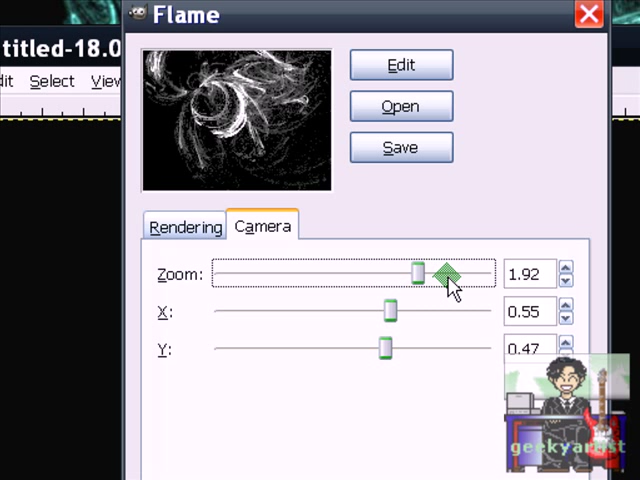 Flame
titled-18.0
dit Select View
Edit
Open
Save
Rendering Camera
Zoom: 1.92
X: 0.55
Y: 0.47
geekyartist